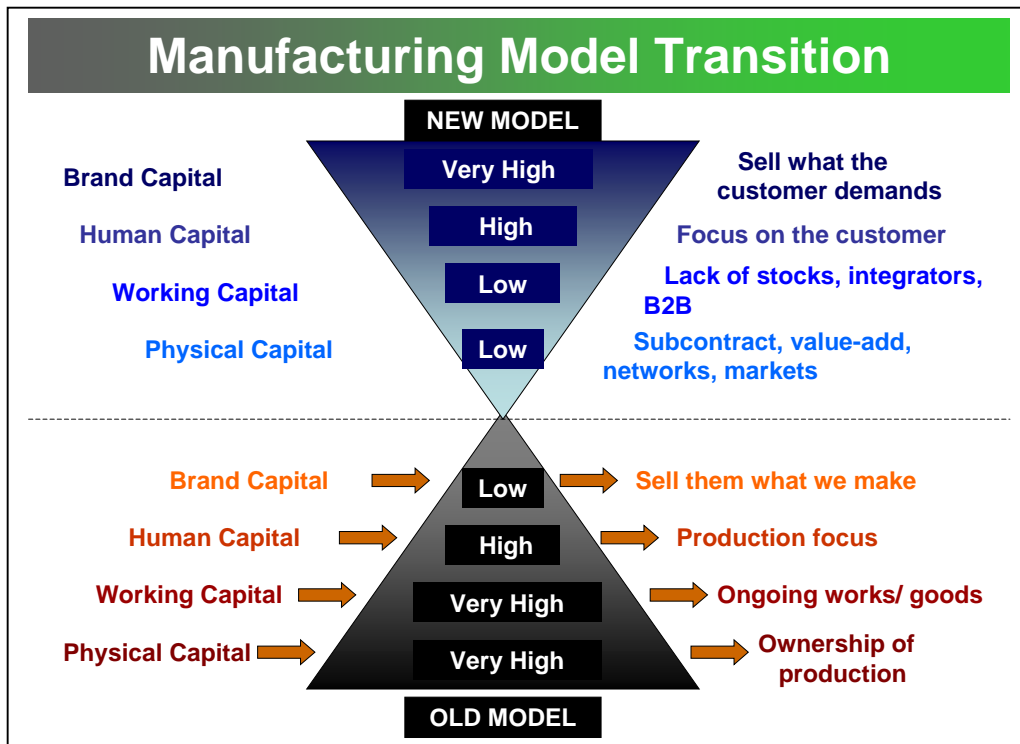 Manufacturing Model Transition
NEW MODEL
Brand Capital
Very High
Sell what the
customer demands
Human Capital
High
Focus on the customer
Working Capital
Low
Lack of stocks, integrators,
B2B
Physical Capital
Low
Subcontract, value-add,
networks, markets
Brand Capital
Low
Sell them what we make
Human Capital
High
Production focus
Working Capital
Very High
Ongoing works/ goods
Physical Capital
Very High
Ownership of
production
OLD MODEL